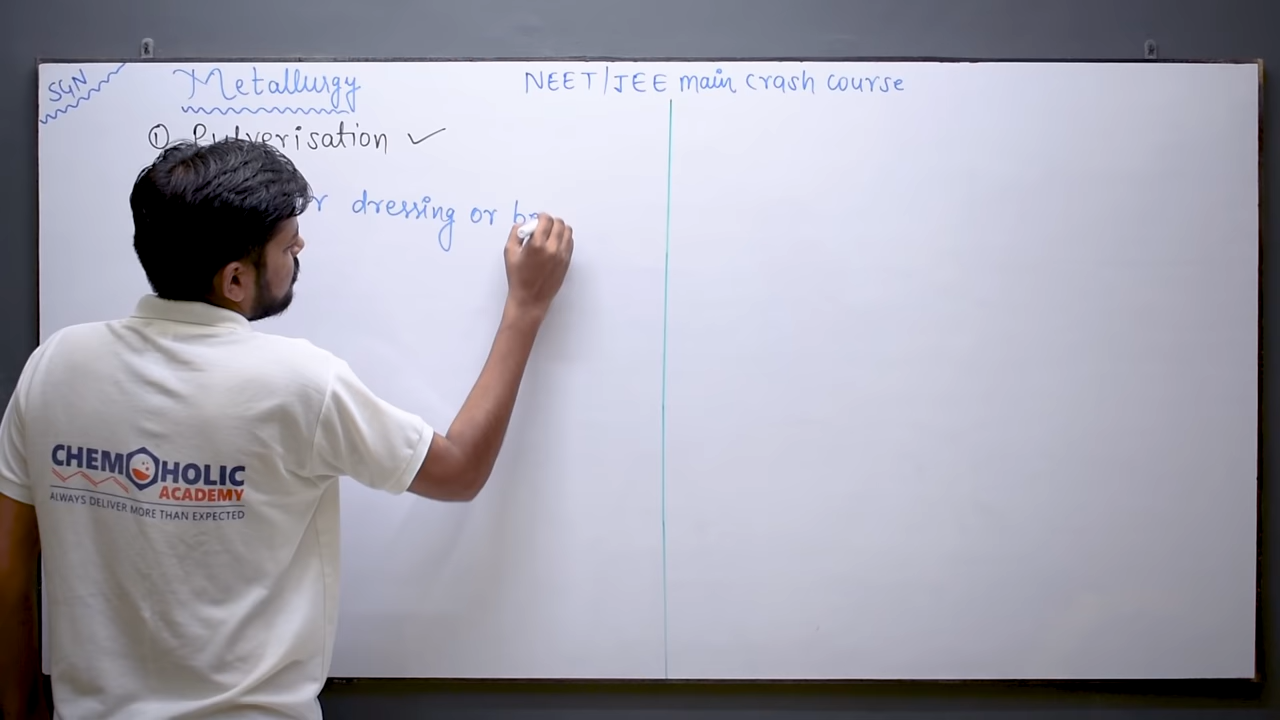 SGN
Metallurgy
NEET/JEE main crash course
① Pulverisation ✓
dressing or
CHEMOHOLIC
ACADEMY
ALWAYS DELIVER MORE THAN EXPECTED